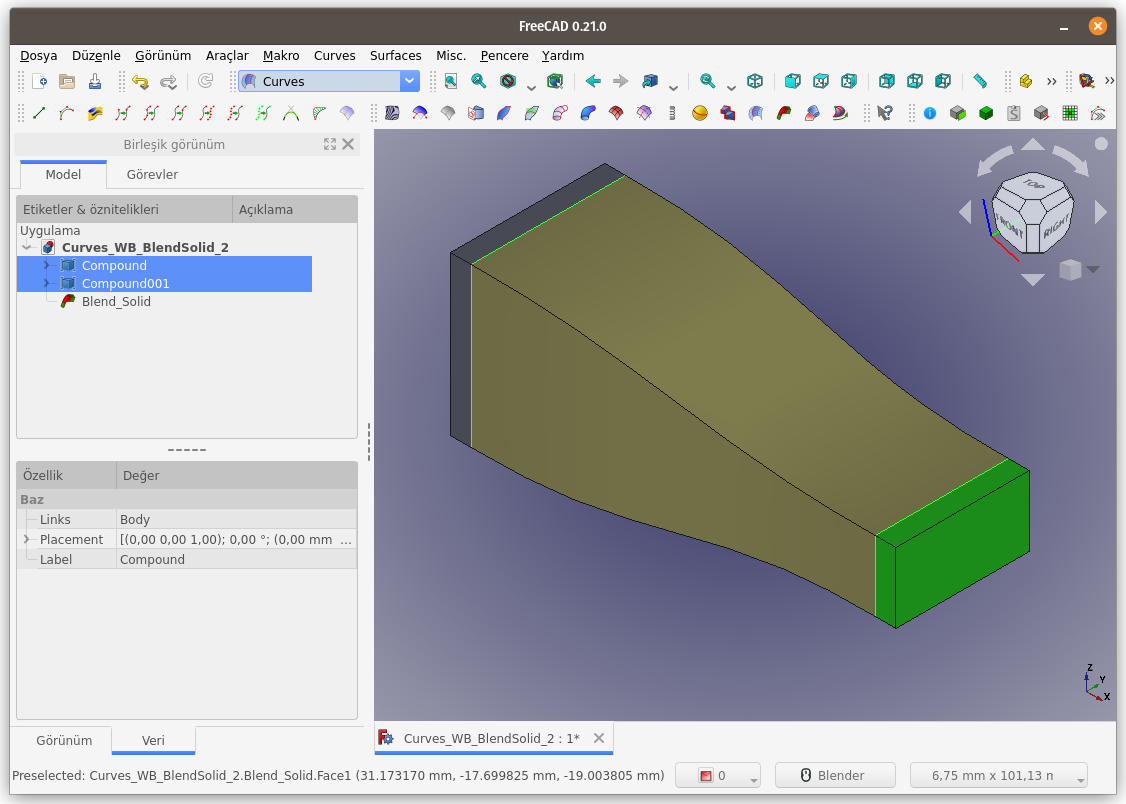 FreeCAD 0.21.0
Dosya Düzenle Görünüm Araçlar Makro Curves Surfaces Misc. Pencere Yardım
Curves
Birleşik görünüm
Model Görevler
Etiketler & öznitelikleri Açıklama
Uygulama
Curves_WB_BlendSolid_2
Compound
Compound001
Blend_Solid
Özellik Değer
Baz
Links Body
Placement [(0,00 0,00 1,00); 0,00 °; (0,00 mm ...
Label Compound
Görünüm Veri
TOP
FRONT RIGHT
Z
Y
X
Curves_WB_BlendSolid_2 : 1*
Preselected: Curves_WB_BlendSolid_2.Blend_Solid.Face1 (31.173170 mm, -17.699825 mm, -19.003805 mm) 0 Blender 6,75 mm x 101,13 n